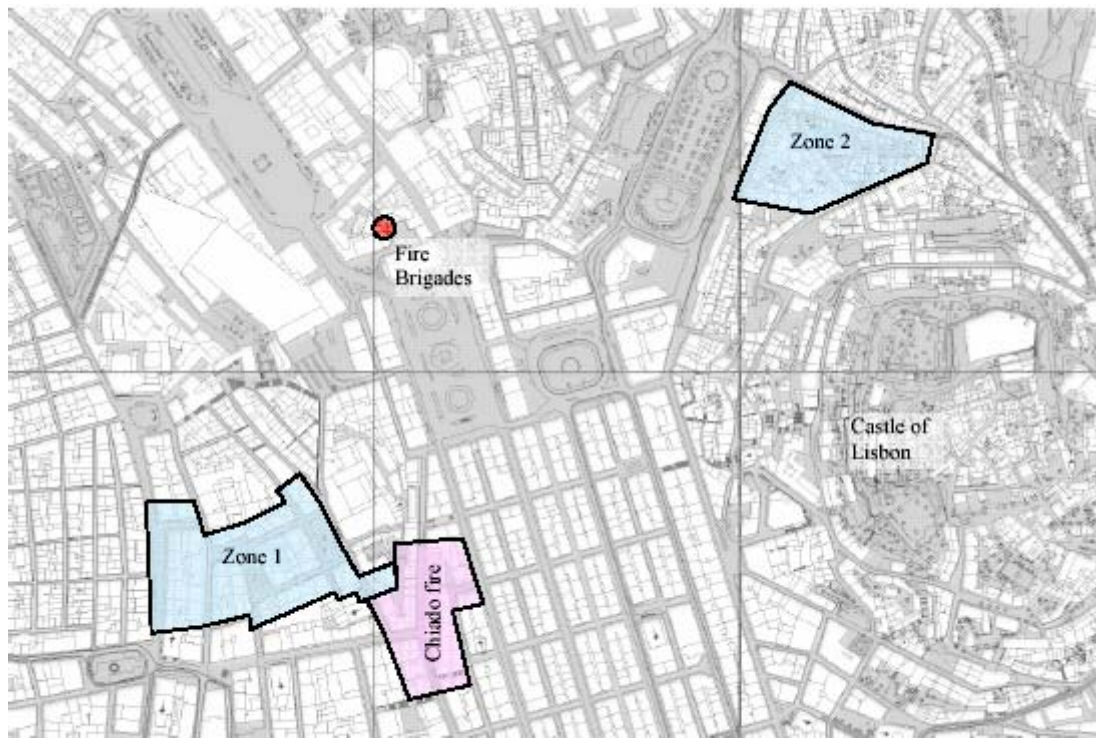 Zone 2
Fire
Brigades
Castle of
Lisbon
Zone 1
Chiado fire